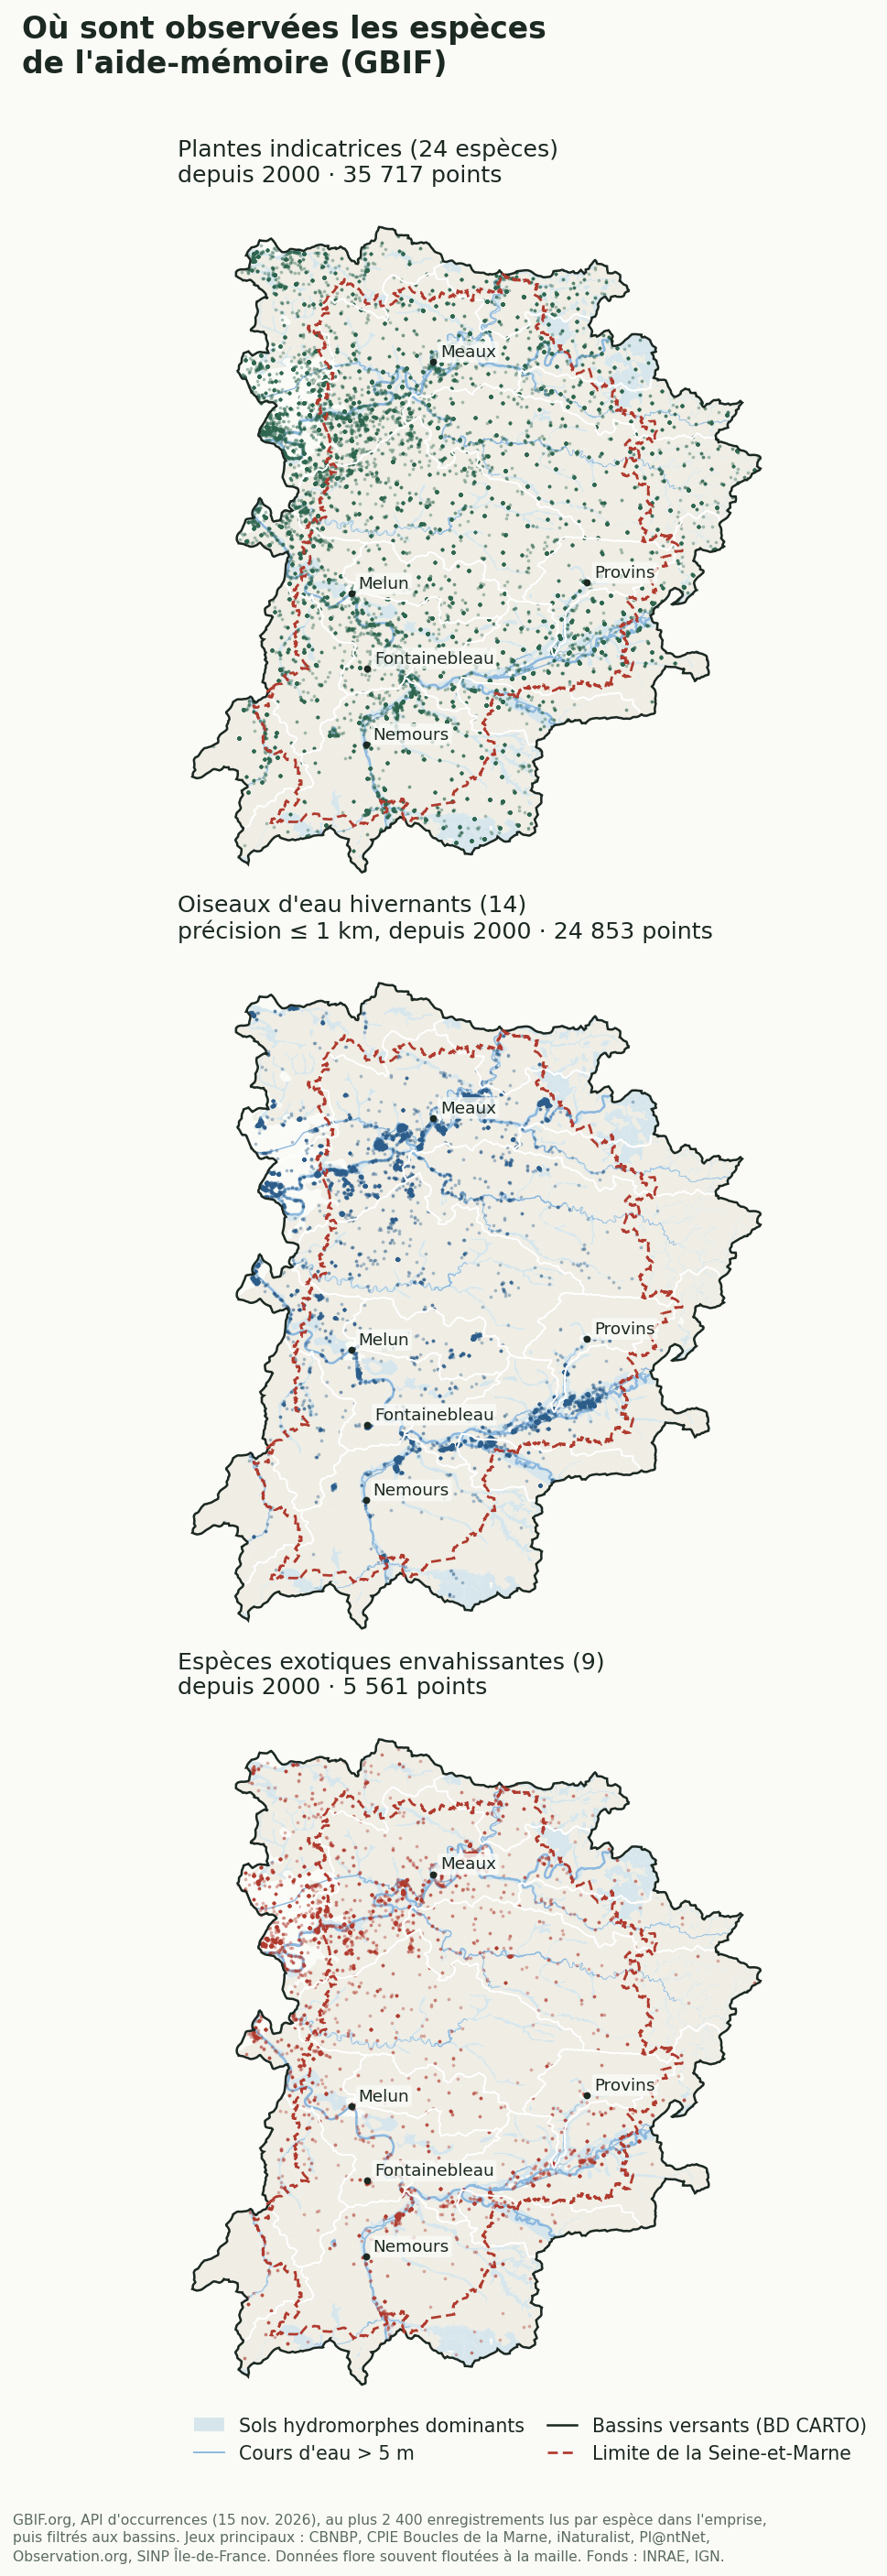 Où sont observées les espèces
de l'aide-mémoire (GBIF)
Plantes indicatrices (24 espèces)
depuis 2000 · 35 717 points
Meaux
Provins
Melun
Fontainebleau
Nemours
Oiseaux d'eau hivernants (14)
précision ≤ 1 km, depuis 2000 · 24 853 points
Meaux
Provins
Melun
Fontainebleau
Nemours
Espèces exotiques envahissantes (9)
depuis 2000 · 5 561 points
Meaux
Provins
Melun
Fontainebleau
Nemours
Sols hydromorphes dominants
Cours d'eau > 5 m
Bassins versants (BD CARTO)
Limite de la Seine-et-Marne
GBIF.org, API d'occurrences (15 nov. 2026), au plus 2 400 enregistrements lus par espèce dans l'emprise,
puis filtrés aux bassins. Jeux principaux : CBNBP, CPIE Boucles de la Marne, iNaturalist, Pl@ntNet,
Observation.org, SINP Île-de-France. Données flore souvent floutées à la maille. Fonds : INRAE, IGN.